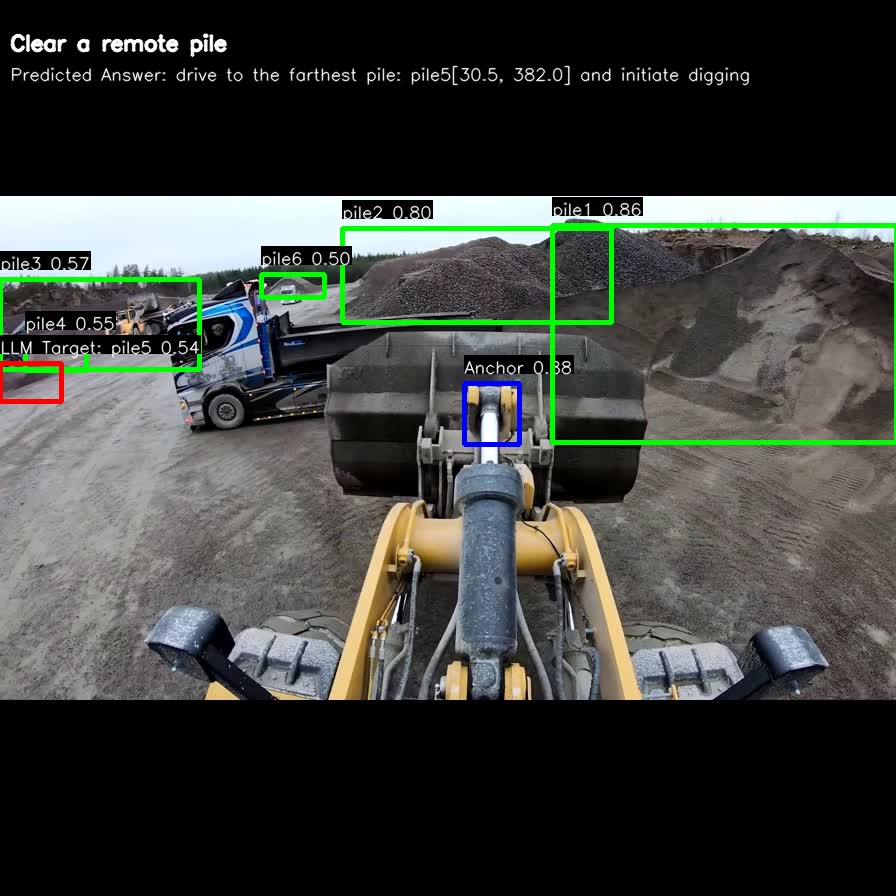 Clear a remote pile
Predicted Answer: drive to the farthest pile: pile5[30.5, 382.0] and initiate digging
pile2 0.80
pile1 0.86
pile3 0.57
pile6 0.50
pile4 0.55
LLM Target: pile5 0.54
Anchor 0.88